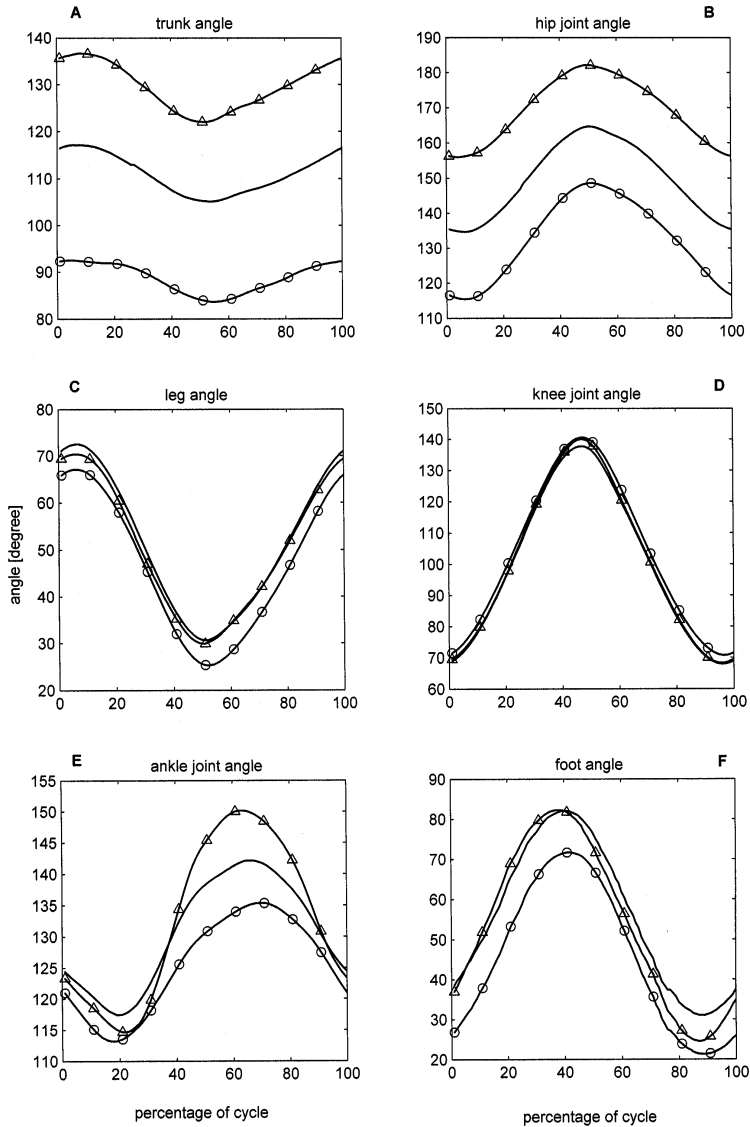 A
trunk angle
140
130
120
110
100
90
80
0 20 40 60 80 100
B
hip joint angle
190
180
170
160
150
140
130
120
110
0 20 40 60 80 100
C
leg angle
80
70
60
50
40
30
20
0 20 40 60 80 100
angle [degree]
D
knee joint angle
150
140
130
120
110
100
90
80
70
60
0 20 40 60 80 100
E
ankle joint angle
155
150
145
140
135
130
125
120
115
110
0 20 40 60 80 100
percentage of cycle
F
foot angle
90
80
70
60
50
40
30
20
0 20 40 60 80 100
percentage of cycle